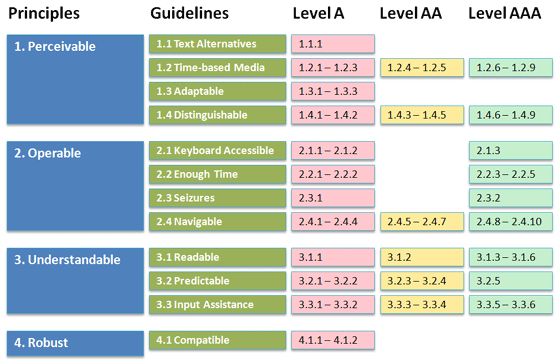 Principles Guidelines Level A Level AA Level AAA
1. Perceivable 1.1 Text Alternatives 1.1.1
1.2 Time-based Media 1.2.1 – 1.2.3 1.2.4 – 1.2.5 1.2.6 – 1.2.9
1.3 Adaptable 1.3.1 – 1.3.3
1.4 Distinguishable 1.4.1 – 1.4.2 1.4.3 – 1.4.5 1.4.6 – 1.4.9
2. Operable 2.1 Keyboard Accessible 2.1.1 – 2.1.2 2.1.3
2.2 Enough Time 2.2.1 – 2.2.2 2.2.3 – 2.2.5
2.3 Seizures 2.3.1 2.3.2
2.4 Navigable 2.4.1 – 2.4.4 2.4.5 – 2.4.7 2.4.8 – 2.4.10
3. Understandable 3.1 Readable 3.1.1 3.1.2 3.1.3 – 3.1.6
3.2 Predictable 3.2.1 – 3.2.2 3.2.3 – 3.2.4 3.2.5
3.3 Input Assistance 3.3.1 – 3.3.2 3.3.3 – 3.3.4 3.3.5 – 3.3.6
4. Robust 4.1 Compatible 4.1.1 – 4.1.2